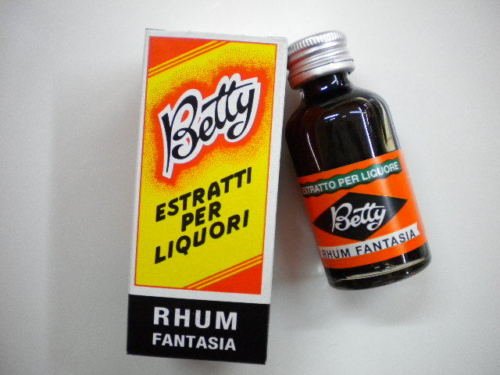 Betty
ESTRATTI
PER
LIQUORI
RHUM
FANTASIA
ESTRATTO PER LIQUORE
Betty
RHUM FANTASIA